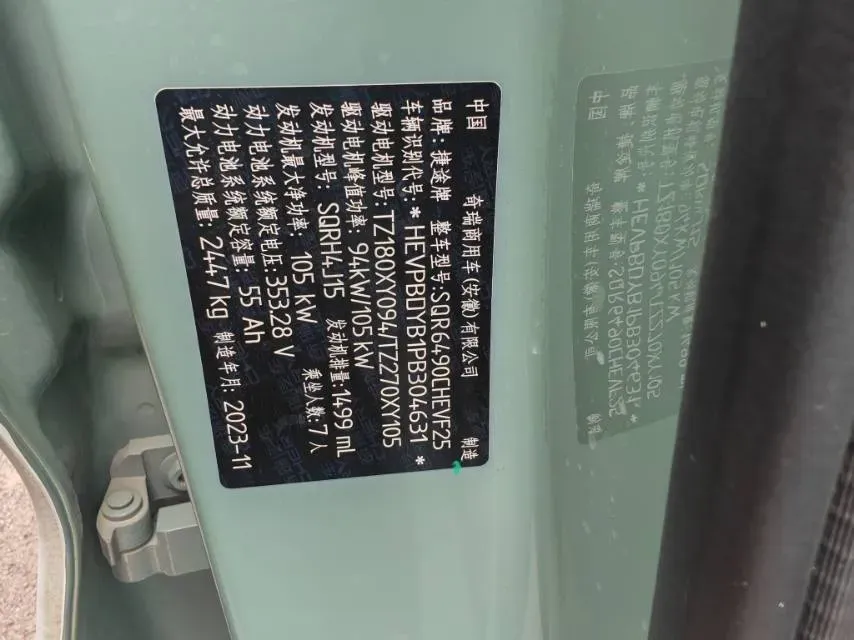 中国 奇瑞商用车(安徽)有限公司 制造
品牌:捷途牌 整车型号:SQR6490CHEVF25
车辆识别代号:*HEVPBDYB1PB304631*
驱动电机型号:TZ180XY094/TZ270XY105
驱动电机峰值功率: 94kW/105 kW
发动机型号: SQRH4J15 发动机排量:1499 mL
发动机最大净功率: 105 kW 乘坐人数:7人
动力电池系统额定电压:353.28 V
动力电池系统额定容量: 55 Ah
最大允许总质量: 2447 kg 制造年月: 2023-11